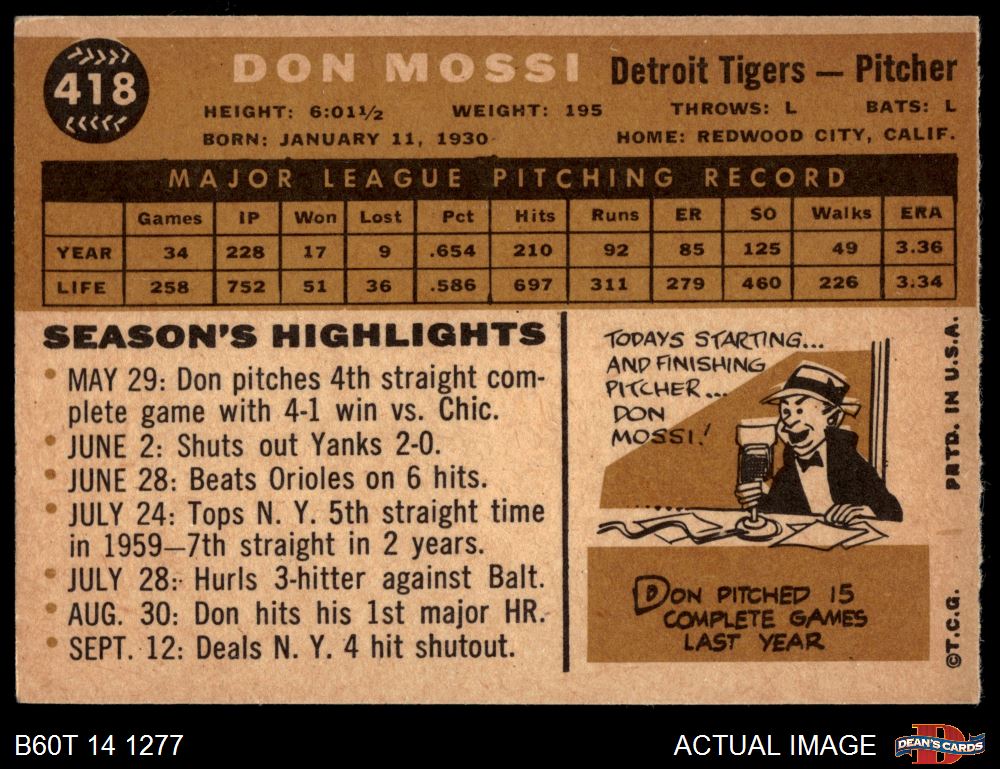 418
DON MOSSI Detroit Tigers — Pitcher
HEIGHT: 6:01½ WEIGHT: 195 THROWS: L BATS: L
BORN: JANUARY 11, 1930 HOME: REDWOOD CITY, CALIF.
MAJOR LEAGUE PITCHING RECORD
Games IP Won Lost Pct Hits Runs ER SO Walks ERA
YEAR 34 228 17 9 .654 210 92 85 125 49 3.36
LIFE 258 752 51 36 .586 697 311 279 460 226 3.34
SEASON'S HIGHLIGHTS
• MAY 29: Don pitches 4th straight com-
plete game with 4-1 win vs. Chic.
• JUNE 2: Shuts out Yanks 2-0.
• JUNE 28: Beats Orioles on 6 hits.
• JULY 24: Tops N. Y. 5th straight time
in 1959—7th straight in 2 years.
• JULY 28: Hurls 3-hitter against Balt.
• AUG. 30: Don hits his 1st major HR.
• SEPT. 12: Deals N. Y. 4 hit shutout.
TODAYS STARTING...
AND FINISHING
PITCHER...
DON
MOSSI!
DON PITCHED 15
COMPLETE GAMES
LAST YEAR
©T.C.G. PRTD. IN U.S.A.
B60T 14 1277
ACTUAL IMAGE
D
DEAN'S CARDS